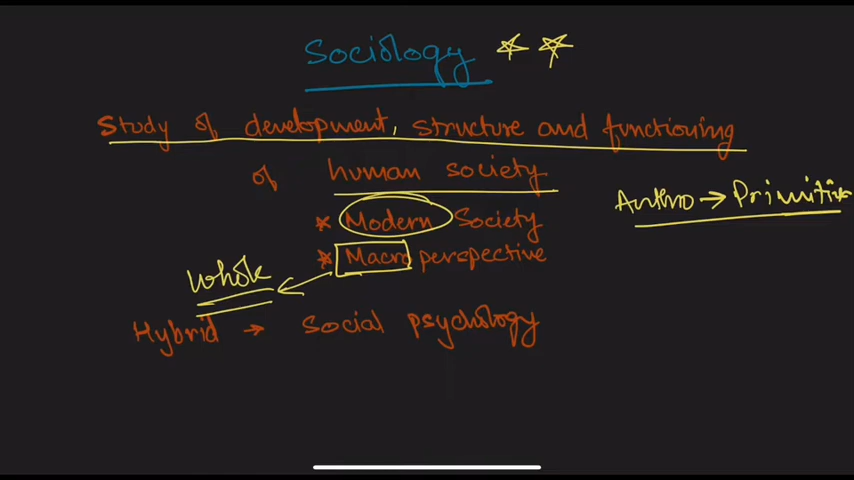 Sociology
Study of development, structure and functioning
of human society
Anthro → Primitiv
* Modern Society
* Macro perspective
Whole
Hybrid → Social psychology